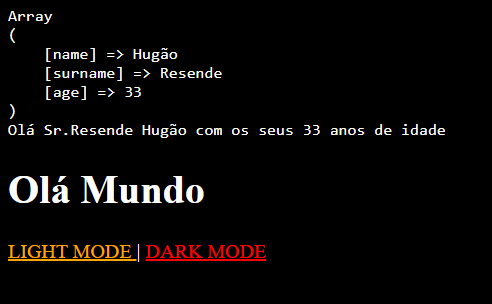 Array
(
    [name] => Hugão
    [surname] => Resende
    [age] => 33
)
Olá Sr.Resende Hugão com os seus 33 anos de idade
Olá Mundo
LIGHT MODE | DARK MODE